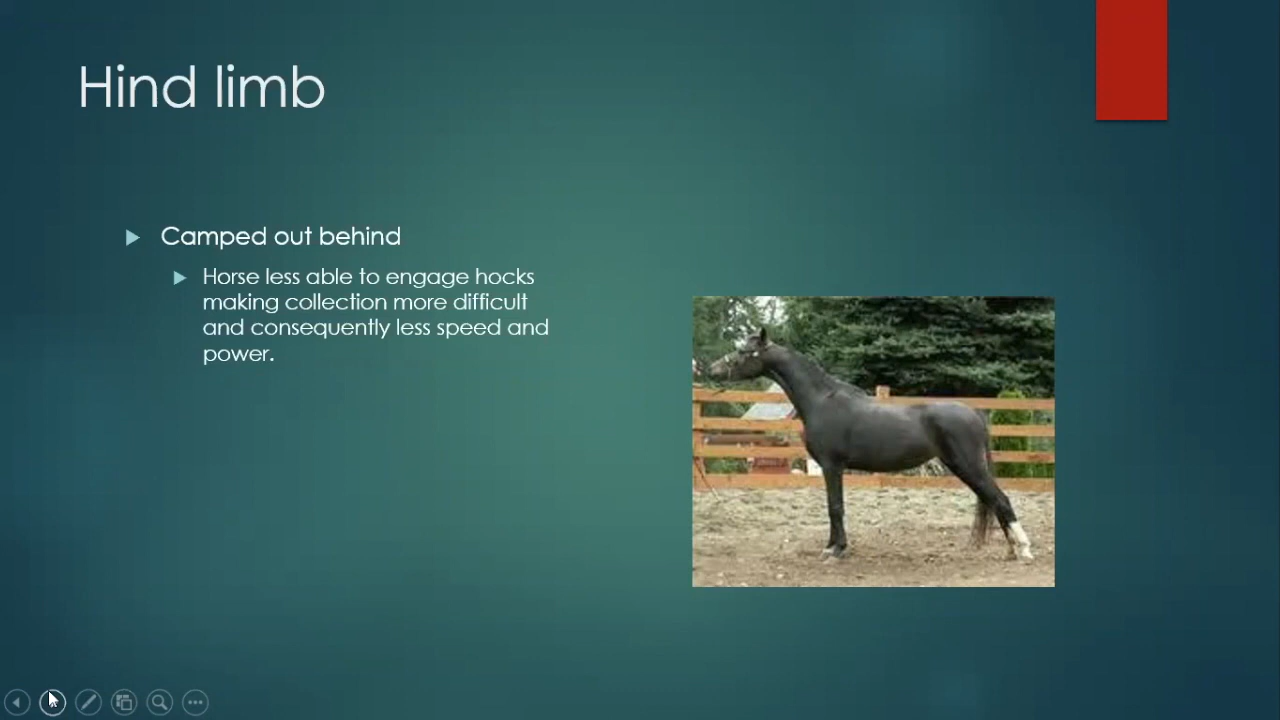 Hind limb
Camped out behind
Horse less able to engage hocks
making collection more difficult
and consequently less speed and
power.